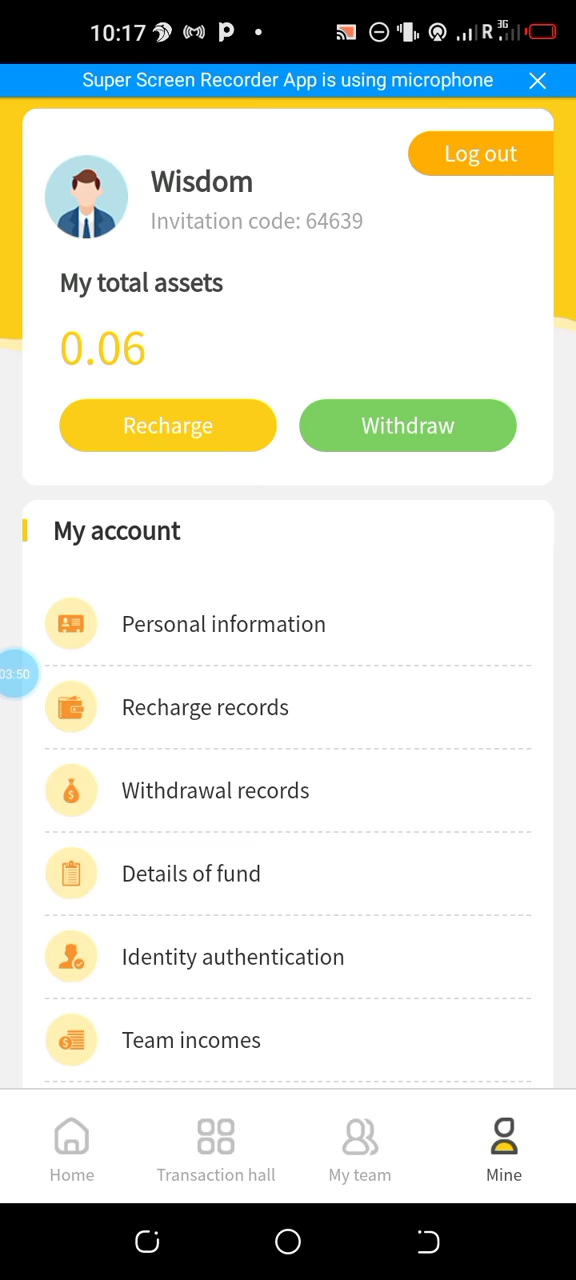 10:17
R 3G
Super Screen Recorder App is using microphone
Log out
Wisdom
Invitation code: 64639
My total assets
0.06
Recharge
Withdraw
My account
Personal information
03:50
Recharge records
Withdrawal records
Details of fund
Identity authentication
Team incomes
Home
Transaction hall
My team
Mine